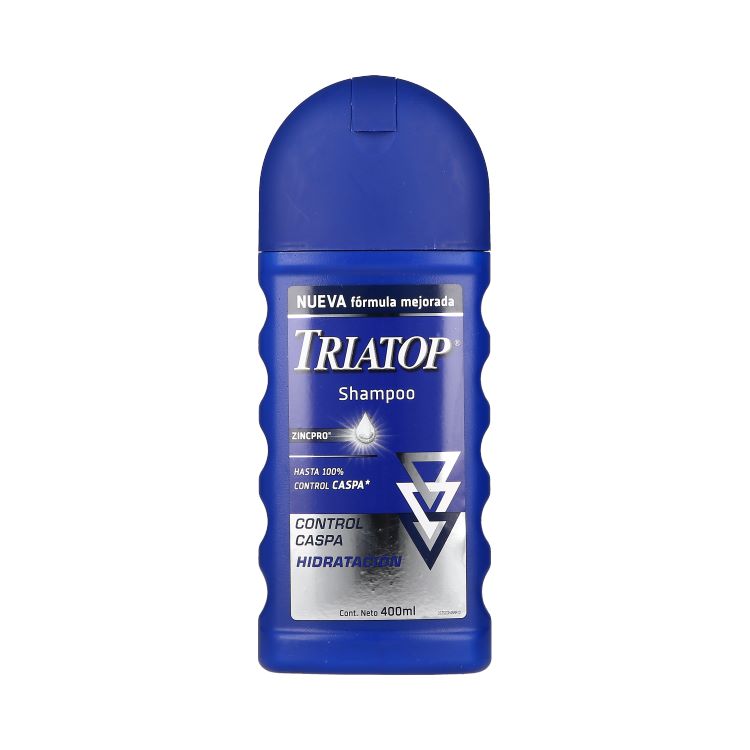 NUEVA fórmula mejorada
TRIATOP®
Shampoo
ZINCPRO*
HASTA 100%
CONTROL CASPA*
CONTROL
CASPA
HIDRATACIÓN
Cont. Neto 400ml